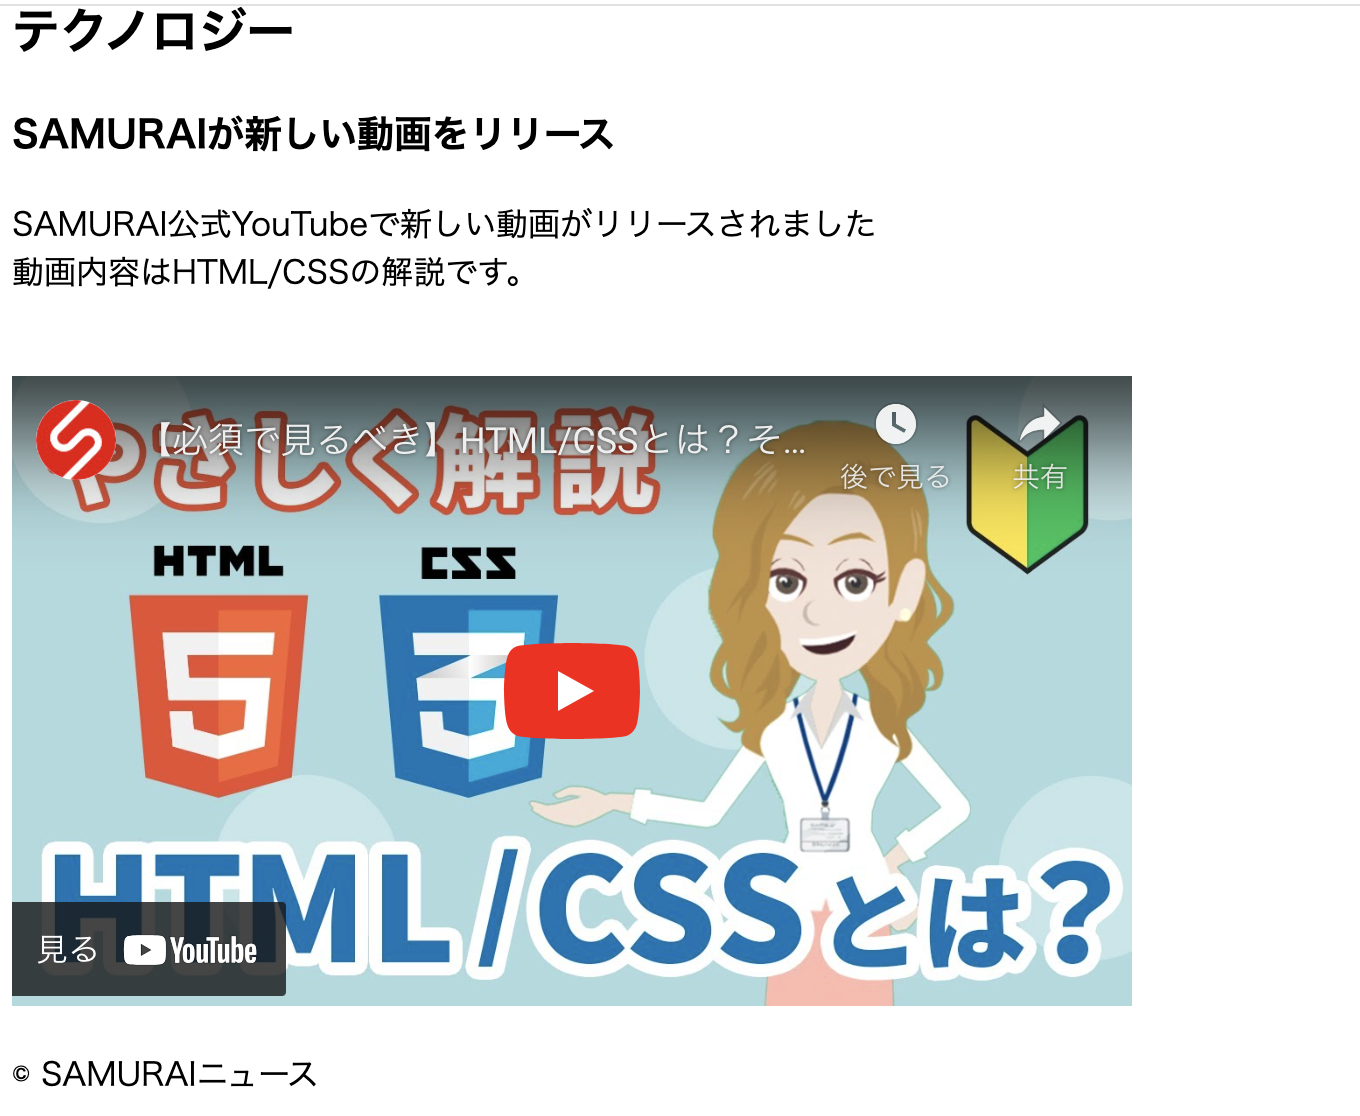 テクノロジー
SAMURAIが新しい動画をリリース
SAMURAI公式YouTubeで新しい動画がリリースされました
動画内容はHTML/CSSの解説です。
【必須で見るべき】HTML/CSSとは？そ...
後で見る
共有
やさしく解説
HTML
CSS
5
3
HTML/CSSとは?
見る YouTube
© SAMURAIニュース